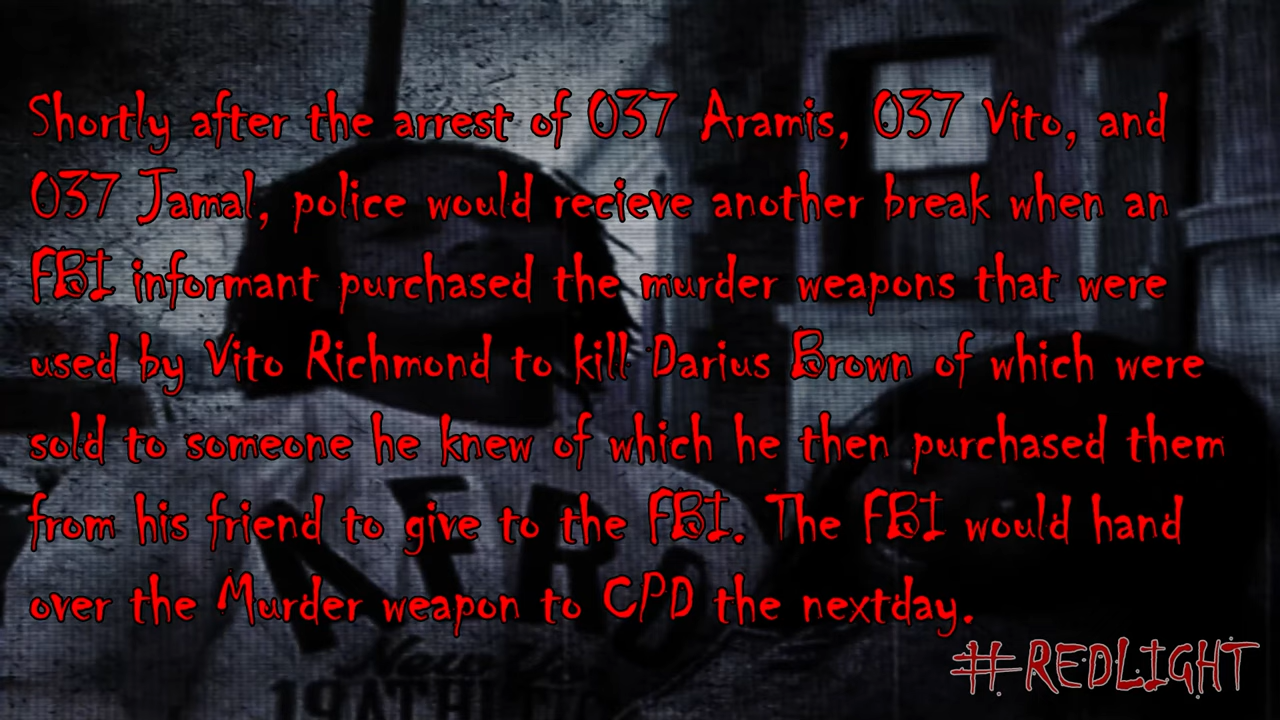 Shortly after the arrest of 037 Aramis, 037 Vito, and
037 Jamal, police would recieve another break when an
FBI informant purchased the murder weapons that were
used by Vito Richmond to kill Darius Brown of which were
sold to someone he knew of which he then purchased them
from his friend to give to the FBI. The FBI would hand
over the Murder weapon to CPD the nextday.
#REDLIGHT